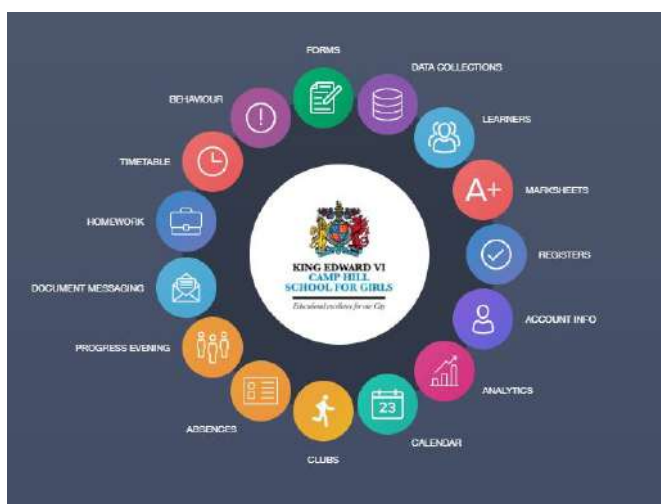 FORMS
DATA COLLECTIONS
BEHAVIOUR
LEARNERS
TIMETABLE
A+
MARKSHEETS
HOMEWORK
KING EDWARD VI
CAMP HILL
SCHOOL FOR GIRLS
Educational excellence for our City
REGISTERS
DOCUMENT MESSAGING
ACCOUNT INFO
PROGRESS EVENING
ANALYTICS
23
ABSENCES
CALENDAR
CLUBS